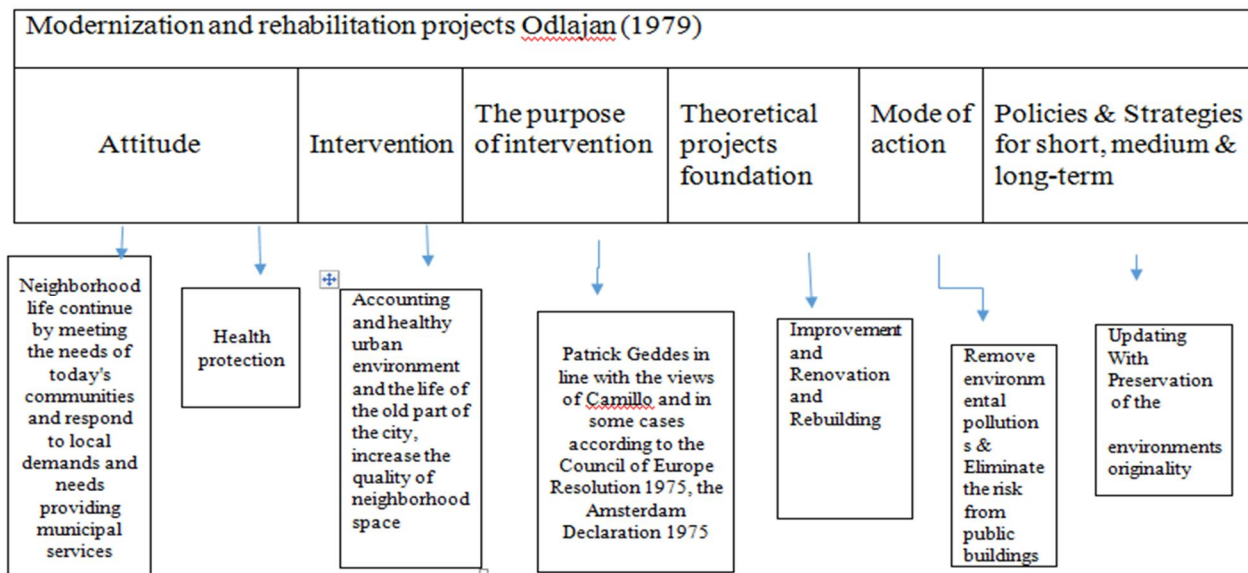 Modernization and rehabilitation projects Odlajan (1979)
Attitude
Intervention
The purpose
of intervention
Theoretical
projects
foundation
Mode of
action
Policies & Strategies
for short, medium &
long-term
Neighborhood
life continue
by meeting
the needs of
today's
communities
and respond
to local
demands and
needs
providing
municipal
services
Health
protection
Accounting
and healthy
urban
environment
and the life of
the old part of
the city,
increase the
quality of
neighborhood
space
Patrick Geddes in
line with the views
of Camillo and in
some cases
according to the
Council of Europe
Resolution 1975, the
Amsterdam
Declaration 1975
Improvement
and
Renovation
and
Rebuilding
Remove
environm
ental
pollution
s &
Eliminate
the risk
from
public
buildings
Updating
With
Preservation
of the
environments
originality